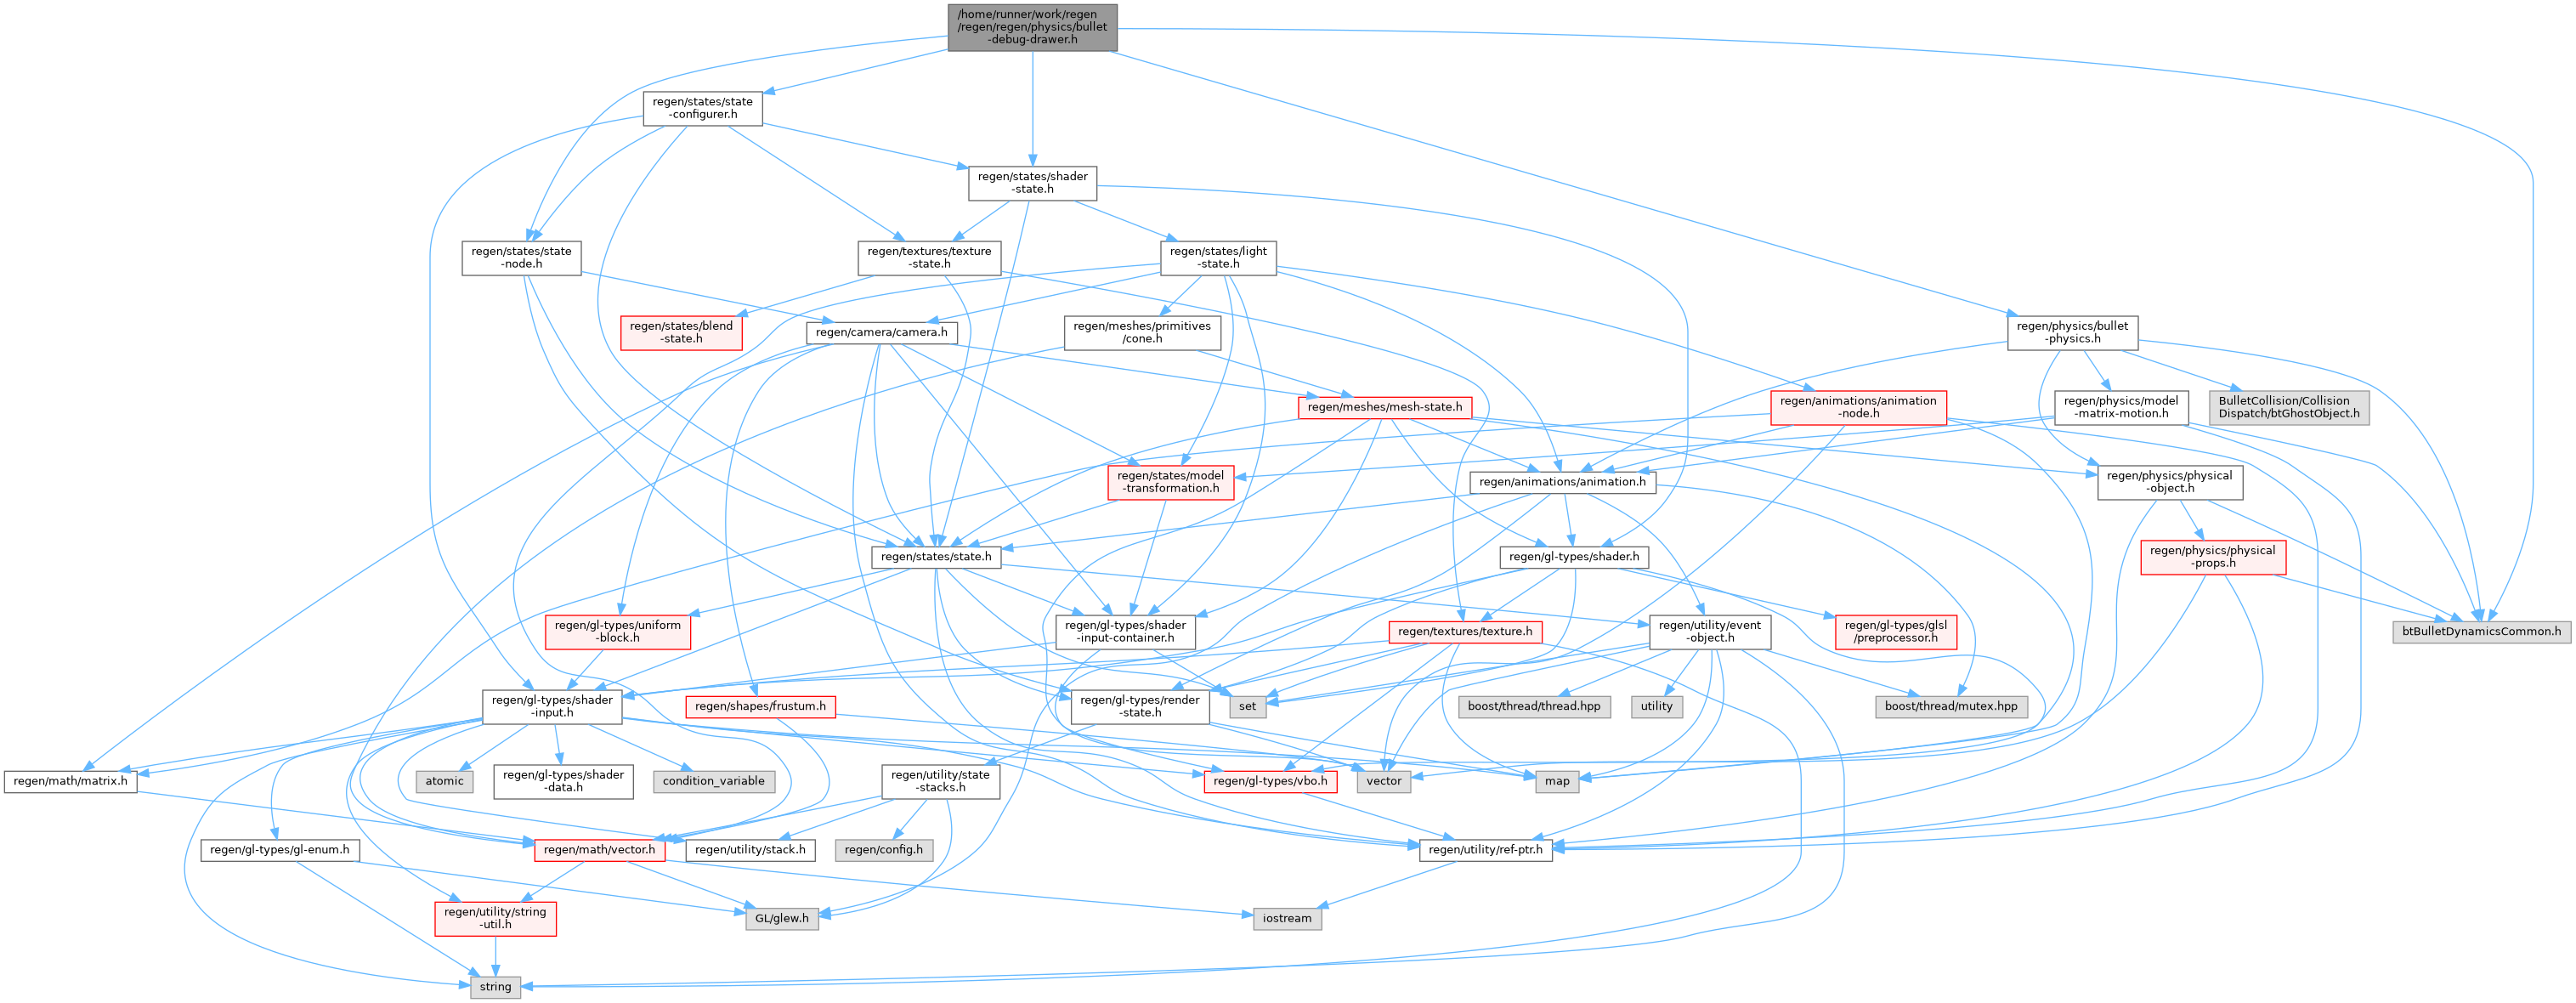 /home/runner/work/regen
/regen/regen/physics/bullet
-debug-drawer.h
regen/states/state
-configurer.h
regen/states/shader
-state.h
regen/states/state
-node.h
regen/textures/texture
-state.h
regen/states/light
-state.h
regen/states/blend
-state.h
regen/camera/camera.h
regen/meshes/primitives
/cone.h
regen/physics/bullet
-physics.h
regen/meshes/mesh-state.h
regen/animations/animation
-node.h
regen/physics/model
-matrix-motion.h
BulletCollision/Collision
Dispatch/btGhostObject.h
regen/states/model
-transformation.h
regen/animations/animation.h
regen/physics/physical
-object.h
regen/states/state.h
regen/gl-types/shader.h
regen/physics/physical
-props.h
regen/gl-types/uniform
-block.h
regen/gl-types/shader
-input-container.h
regen/textures/texture.h
regen/utility/event
-object.h
regen/gl-types/glsl
/preprocessor.h
btBulletDynamicsCommon.h
regen/gl-types/shader
-input.h
regen/shapes/frustum.h
regen/gl-types/render
-state.h
set
boost/thread/thread.hpp
utility
boost/thread/mutex.hpp
regen/math/matrix.h
atomic
regen/gl-types/shader
-data.h
condition_variable
regen/utility/state
-stacks.h
regen/gl-types/vbo.h
vector
map
regen/gl-types/gl-enum.h
regen/math/vector.h
regen/utility/stack.h
regen/config.h
regen/utility/ref-ptr.h
regen/utility/string
-util.h
GL/glew.h
iostream
string